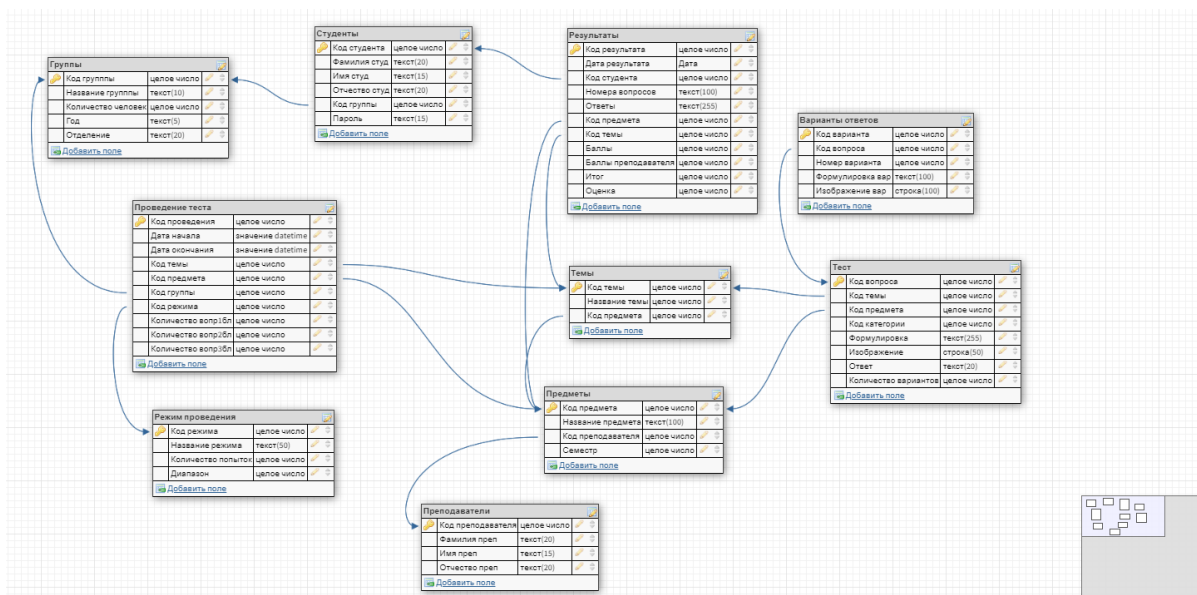 Группы
Код групппы целое число
Название групппы текст(10)
Количество человек целое число
Год текст(5)
Отделение текст(20)
Добавить поле
Студенты
Код студента целое число
Фамилия студ текст(20)
Имя студ текст(15)
Отчество студ текст(20)
Код группы целое число
Пароль текст(15)
Добавить поле
Результаты
Код результата целое число
Дата результата Дата
Код студента целое число
Номера вопросов текст(100)
Ответы текст(255)
Код предмета целое число
Код темы целое число
Баллы целое число
Баллы преподавателя целое число
Итог целое число
Оценка целое число
Добавить поле
Варианты ответов
Код варианта целое число
Код вопроса целое число
Номер варианта целое число
Формулировка вар текст(100)
Изображение вар строка(100)
Добавить поле
Проведение теста
Код проведения целое число
Дата начала значение datetime
Дата окончания значение datetime
Код темы целое число
Код предмета целое число
Код группы целое число
Код режима целое число
Количество вопр1бл целое число
Количество вопр2бл целое число
Количество вопр3бл целое число
Добавить поле
Темы
Код темы целое число
Название темы целое число
Код предмета целое число
Добавить поле
Тест
Код вопроса целое число
Код темы целое число
Код предмета целое число
Код категории целое число
Формулировка текст(255)
Изображение строка(50)
Ответ текст(20)
Количество вариантов целое число
Добавить поле
Режим проведения
Код режима целое число
Название режима текст(50)
Количество попыток целое число
Диапазон целое число
Добавить поле
Предметы
Код предмета целое число
Название предмета текст(100)
Код преподавателя целое число
Семестр целое число
Добавить поле
Преподаватели
Код преподавателя целое число
Фамилия преп текст(20)
Имя преп текст(15)
Отчество преп текст(20)
Добавить поле